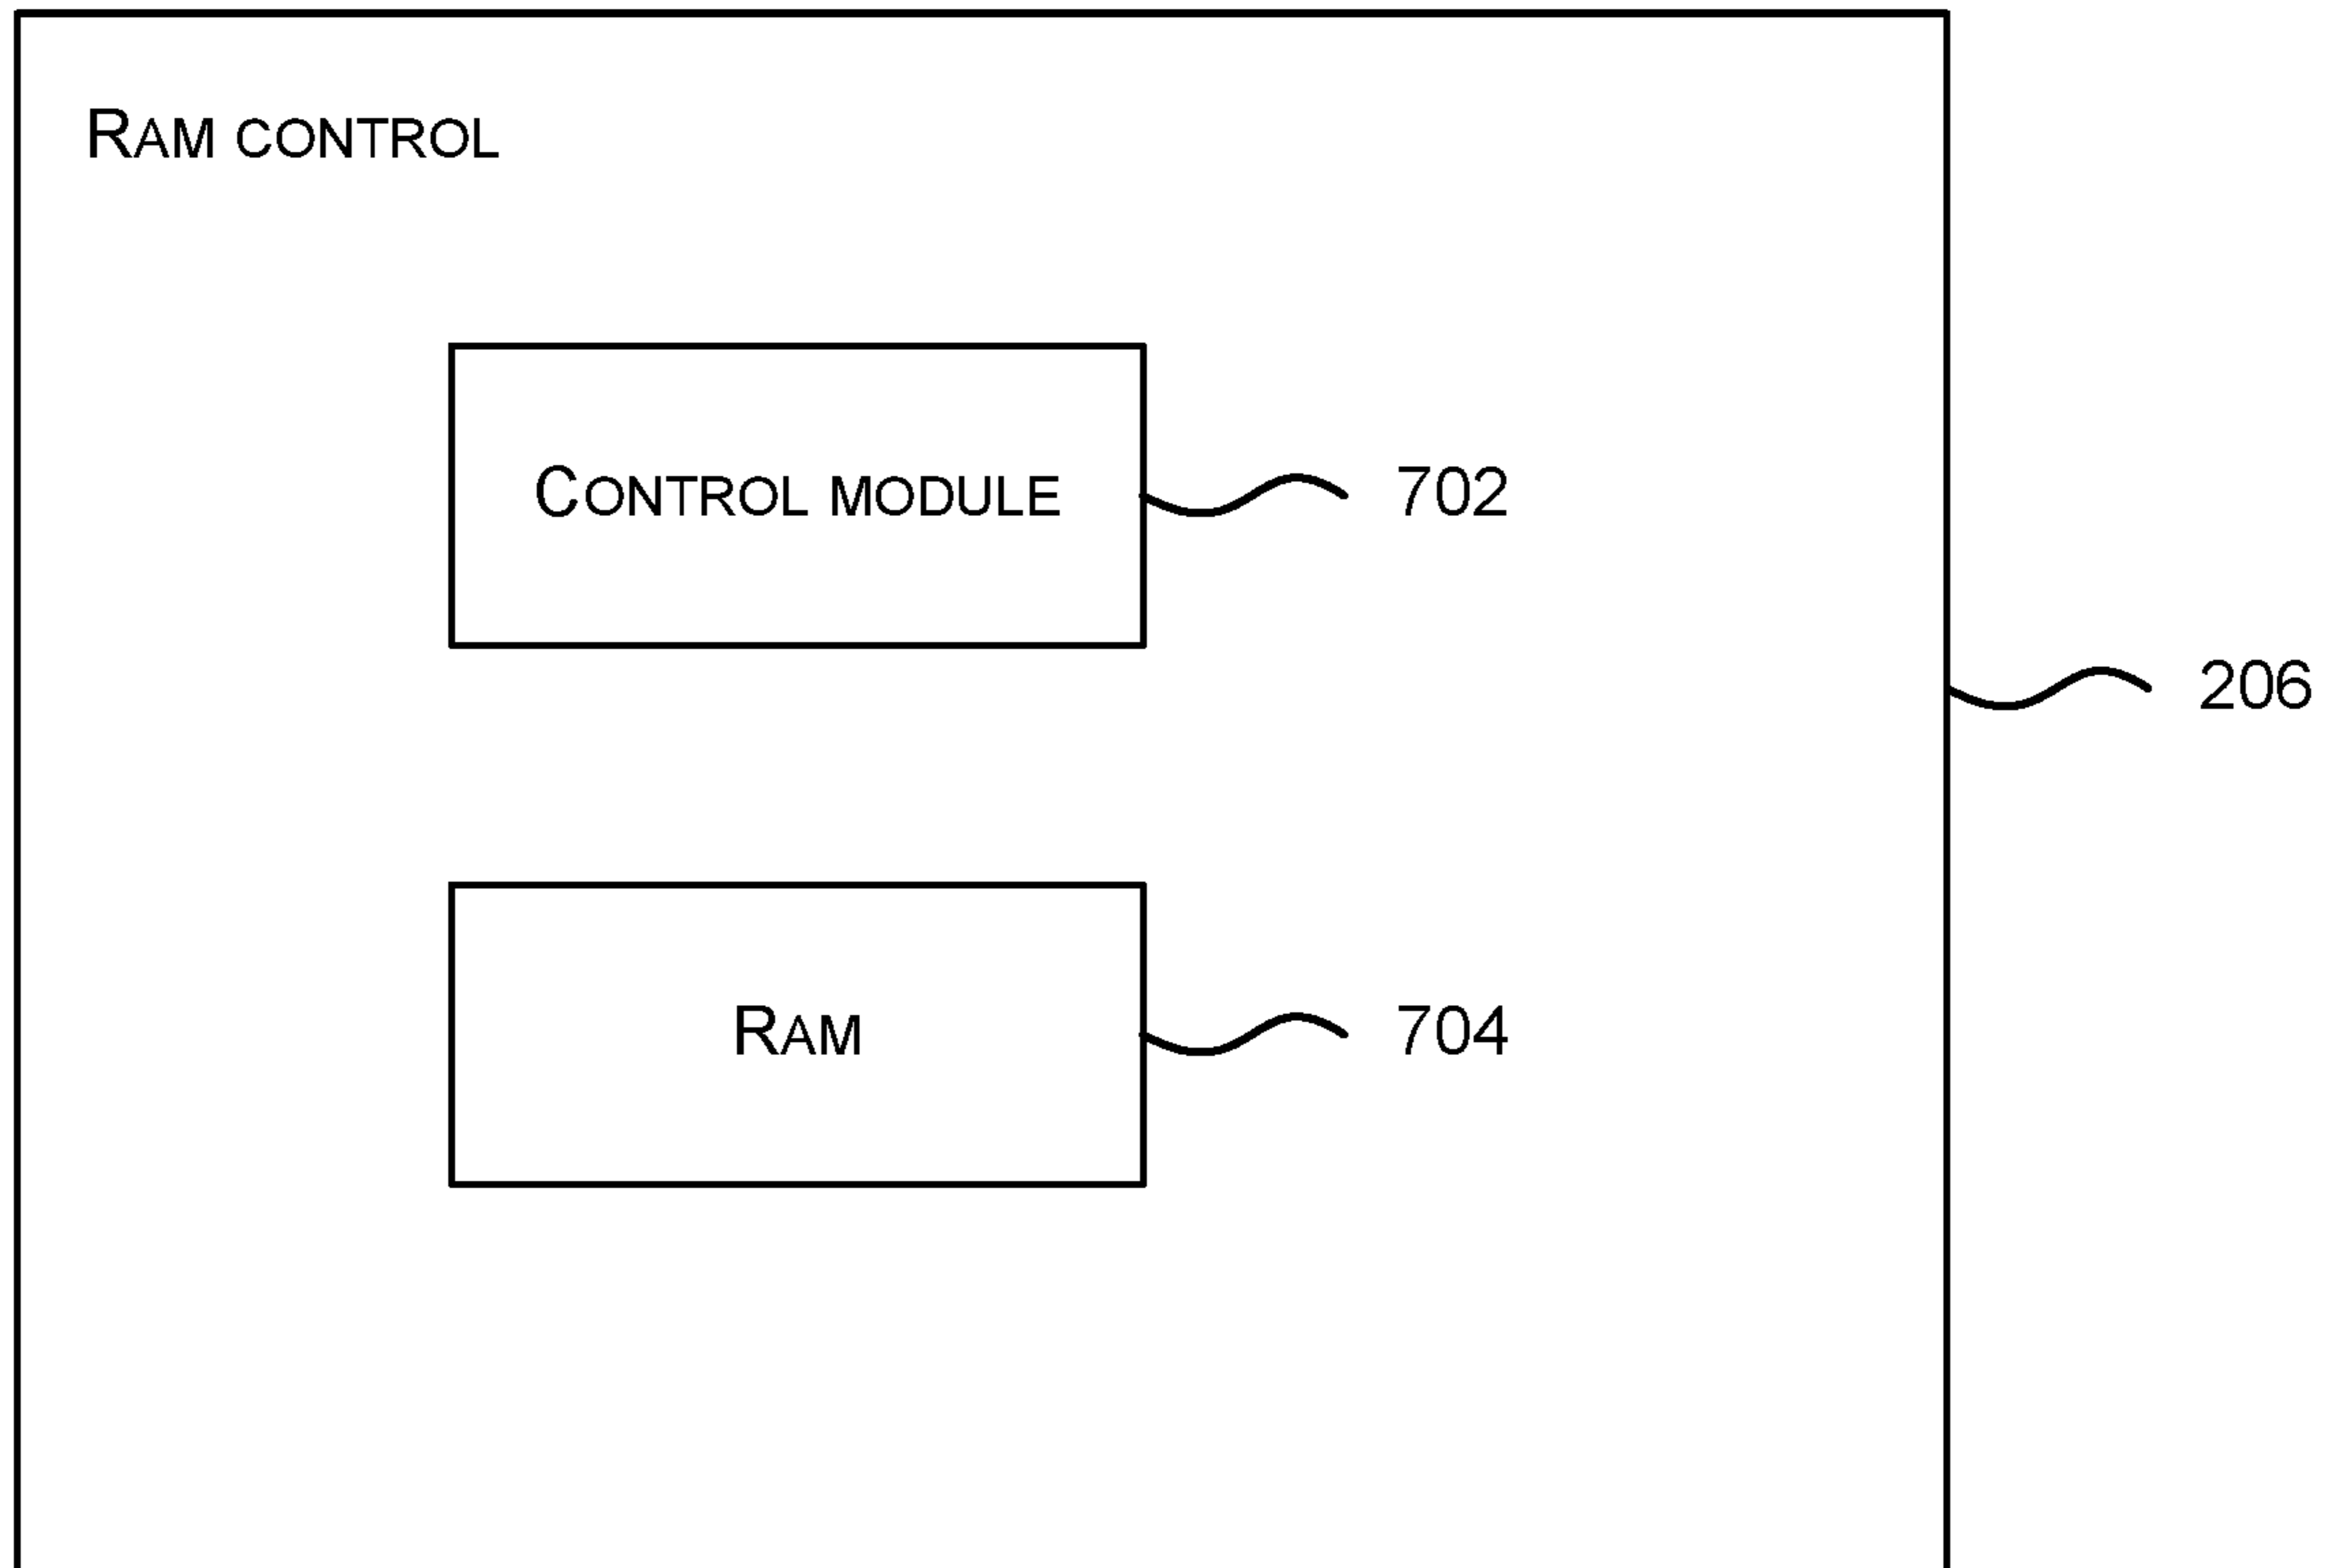 RAM CONTROL
CONTROL MODULE
702
206
RAM
704